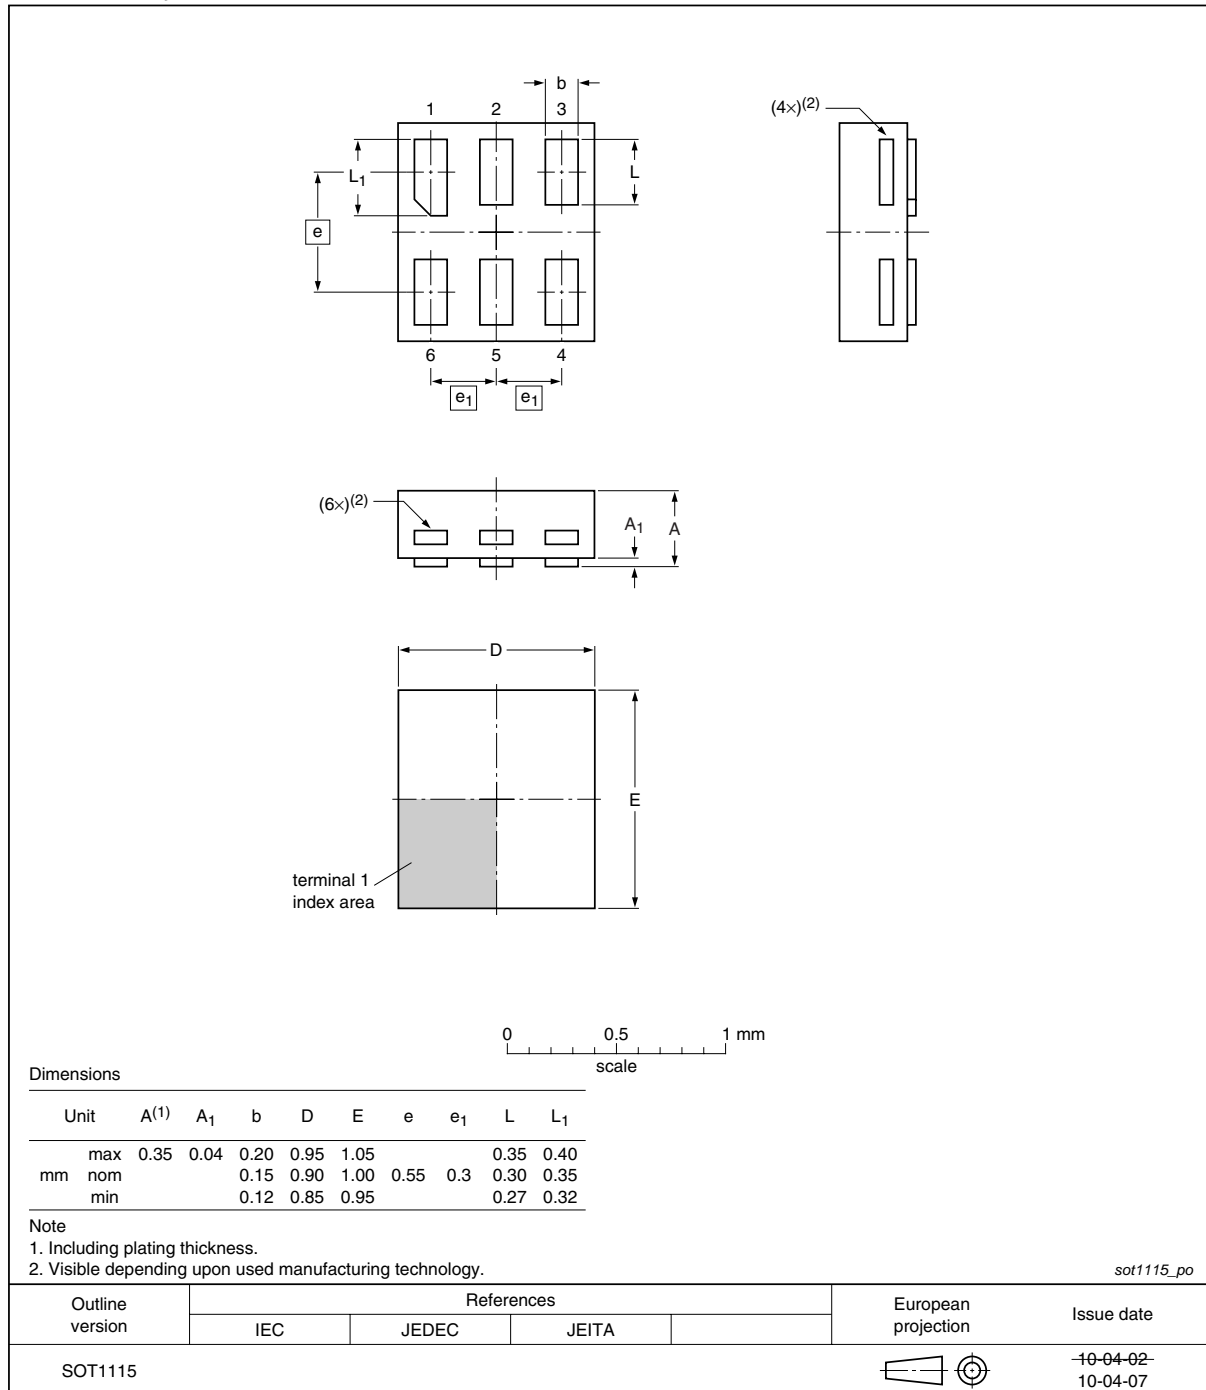 b
1 2 3
(4×)(2)
L1
L
e
6 5 4
e1 e1
(6×)(2)
A1 A
D
E
terminal 1
index area
0 0.5 1 mm
scale
Dimensions
Unit A(1) A1 b D E e e1 L L1
max 0.35 0.04 0.20 0.95 1.05 0.35 0.40
mm nom 0.15 0.90 1.00 0.55 0.3 0.30 0.35
min 0.12 0.85 0.95 0.27 0.32
Note
1. Including plating thickness.
2. Visible depending upon used manufacturing technology.
sot1115_po
Outline version References European projection Issue date
IEC JEDEC JEITA
SOT1115 10-04-02
10-04-07